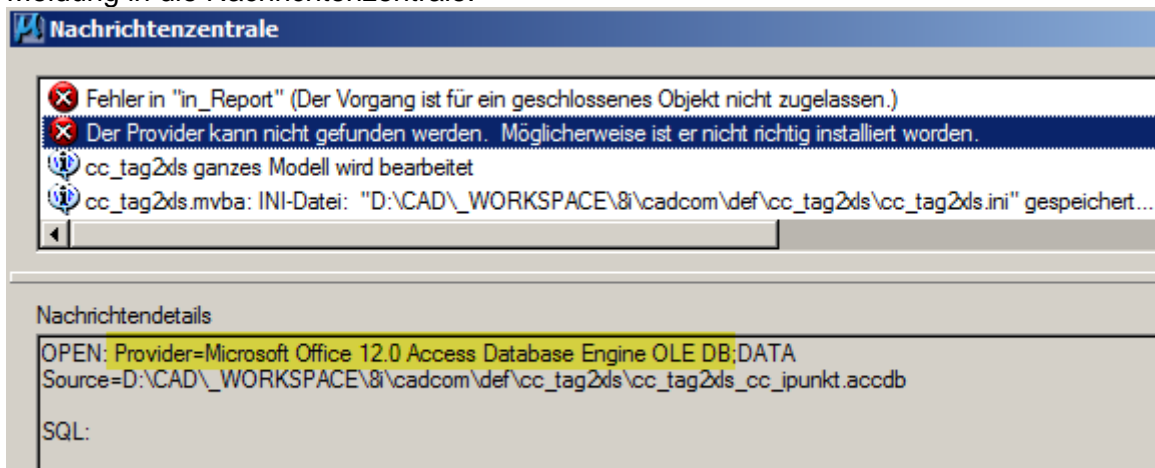 Meldung in die Nachrichtenzentrale:
Nachrichtenzentrale
Fehler in "in_Report" (Der Vorgang ist für ein geschlossenes Objekt nicht zugelassen.)
Der Provider kann nicht gefunden werden. Möglicherweise ist er nicht richtig installiert worden.
cc_tag2xls ganzes Modell wird bearbeitet
cc_tag2xls.mvba: INI-Datei: "D:\CAD\_WORKSPACE\8i\cadcom\def\cc_tag2xls\cc_tag2xls.ini" gespeichert...
Nachrichtendetails
OPEN: Provider=Microsoft Office 12.0 Access Database Engine OLE DB;DATA
Source=D:\CAD\_WORKSPACE\8i\cadcom\def\cc_tag2xls\cc_tag2xls_cc_ipunkt.accdb
SQL: